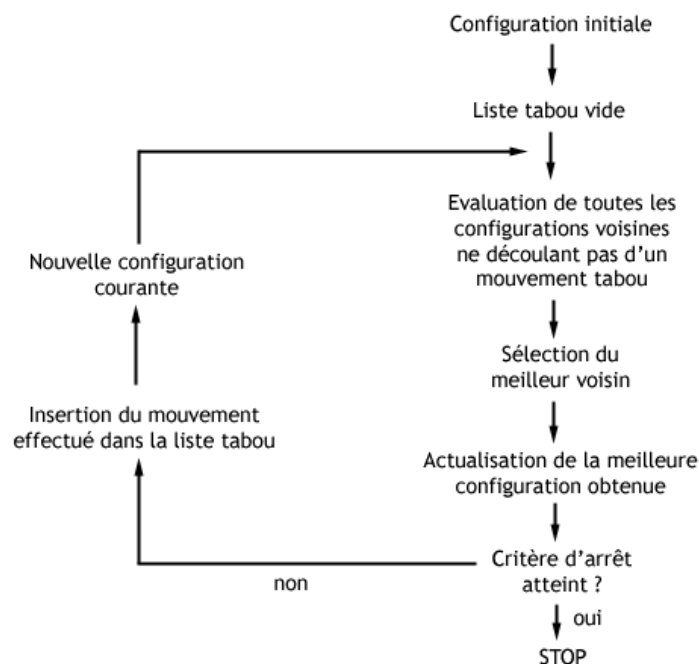 Configuration initiale
Liste tabou vide
Evaluation de toutes les
configurations voisines
ne découlant pas d'un
mouvement tabou
Sélection du
meilleur voisin
Actualisation de la meilleure
configuration obtenue
Critère d'arrêt
atteint ?
oui
STOP
non
Insertion du mouvement
effectué dans la liste tabou
Nouvelle configuration
courante